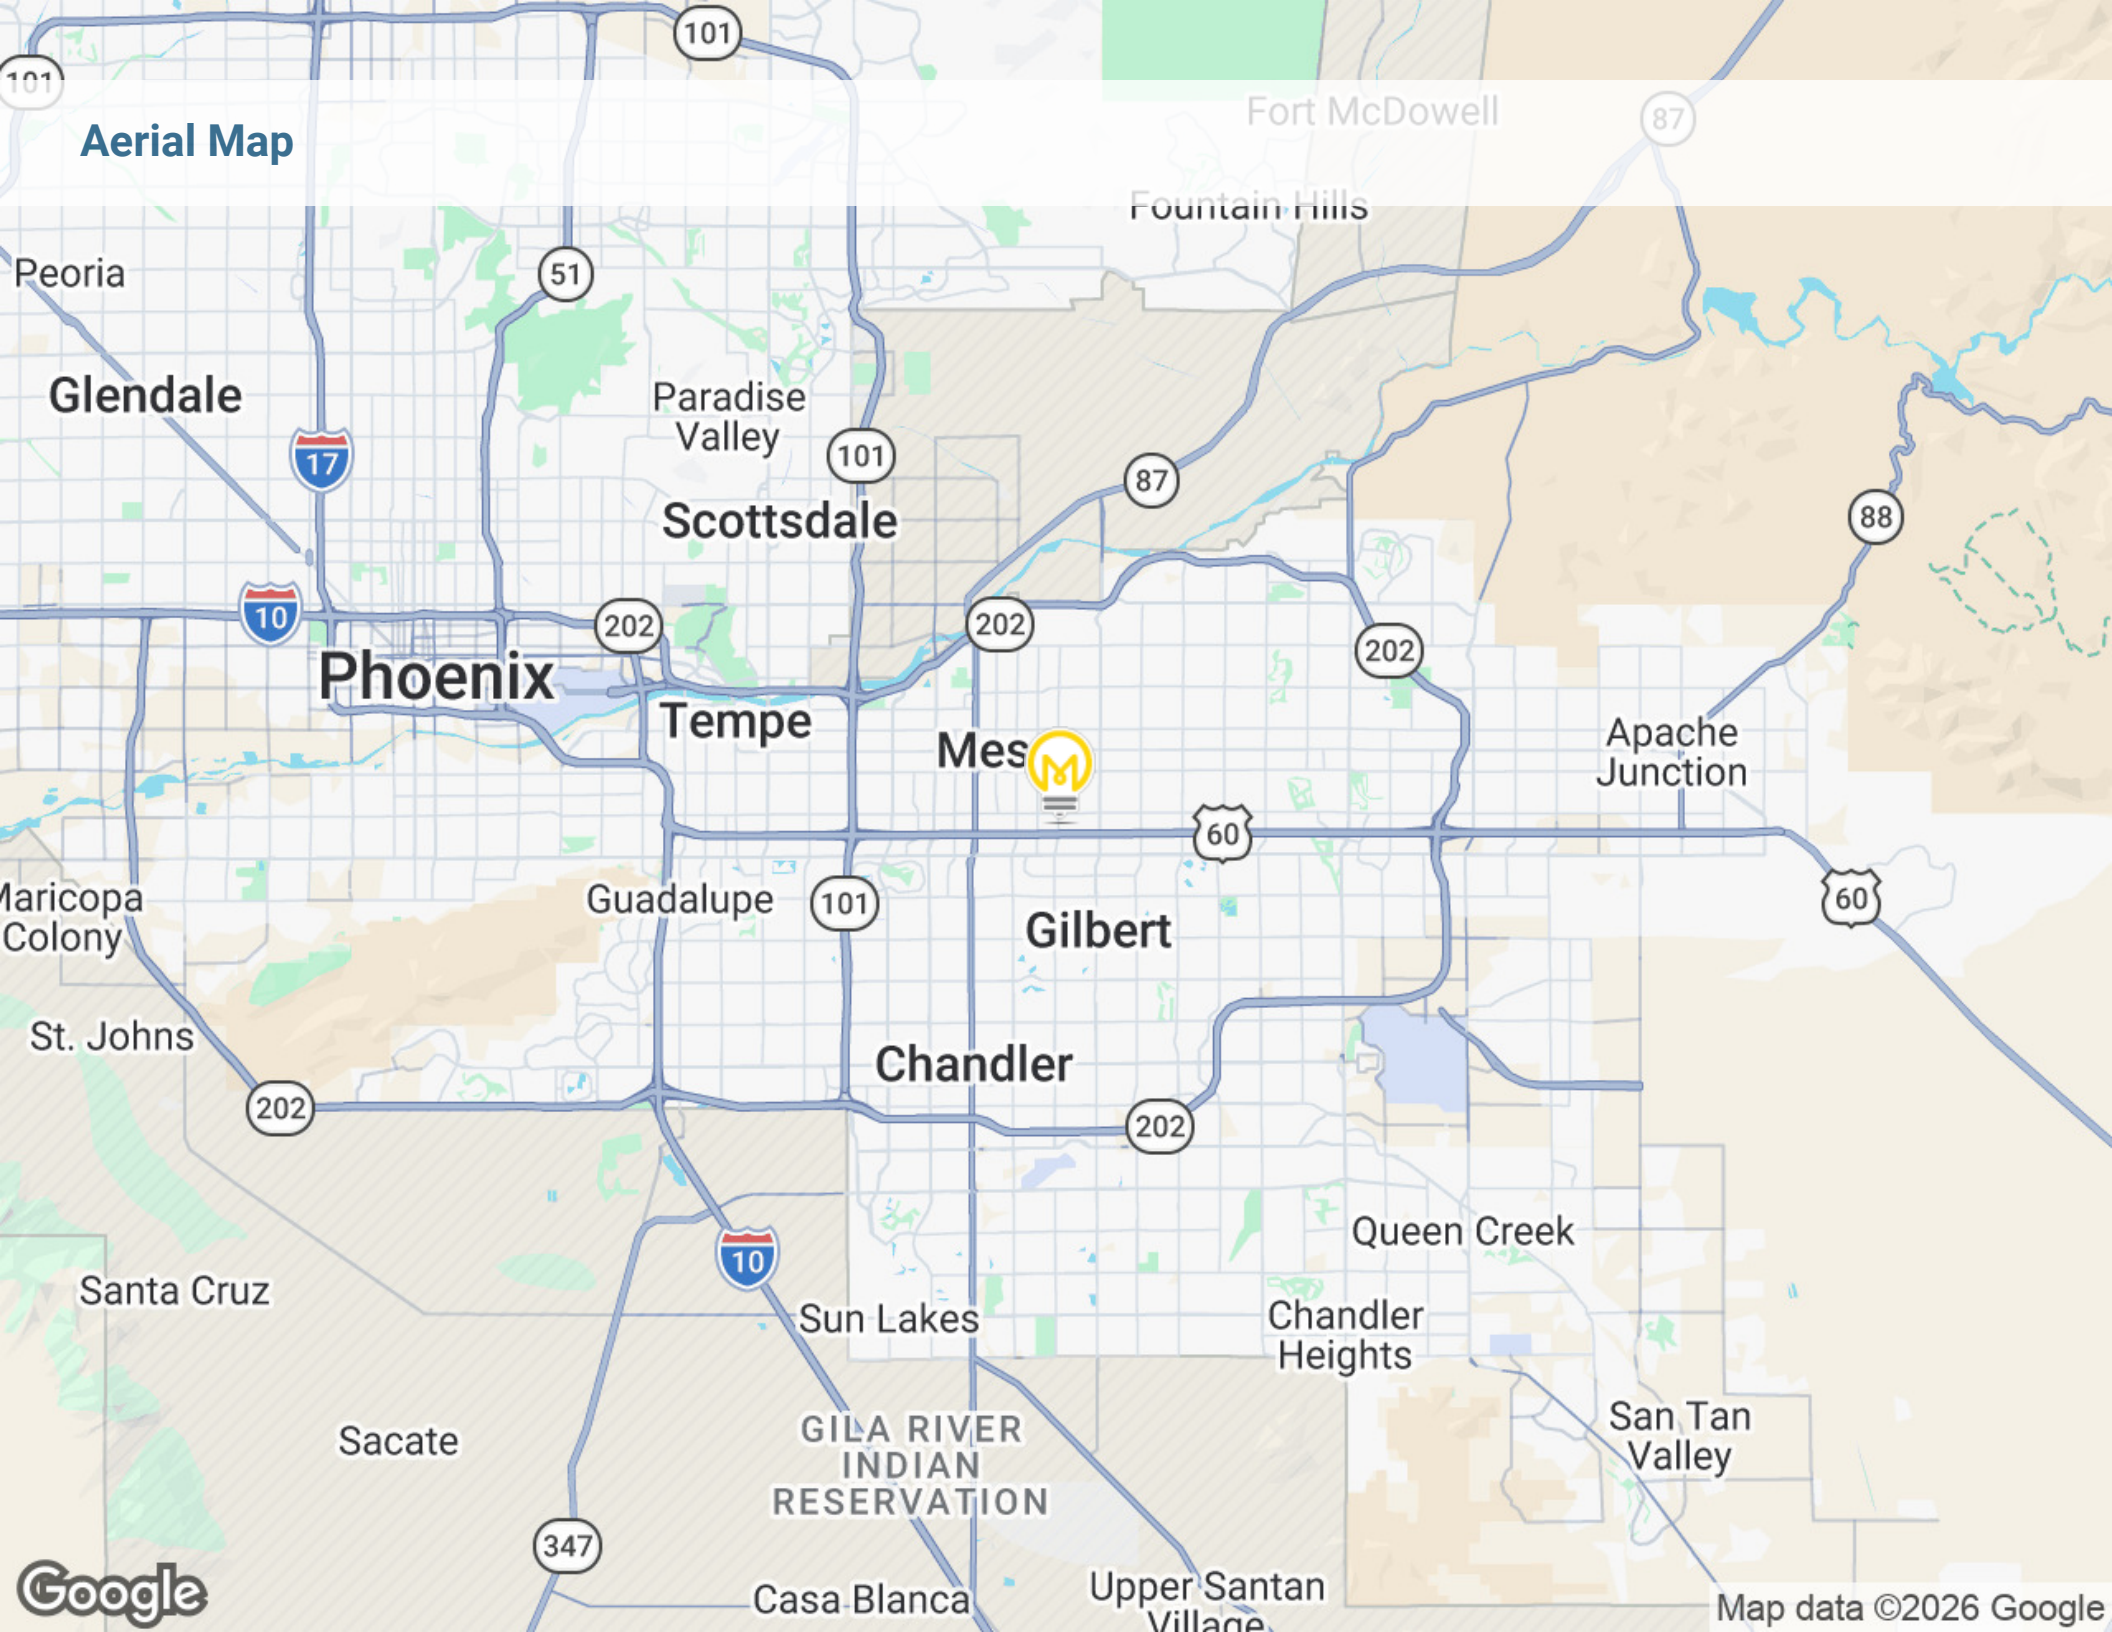 101
101
Aerial Map
Fort McDowell
87
Fountain Hills
Peoria
51
Glendale
Paradise
Valley
17
101
87
Scottsdale
88
10
202
202
202
Phoenix
Tempe
Mes
Apache
Junction
60
60
Maricopa
Colony
Guadalupe
101
Gilbert
St. Johns
Chandler
202
202
Queen Creek
10
Santa Cruz
Sun Lakes
Chandler
Heights
San Tan
Valley
Sacate
GILA RIVER
INDIAN
RESERVATION
347
Google
Casa Blanca
Upper Santan
Village
Map data ©2026 Google